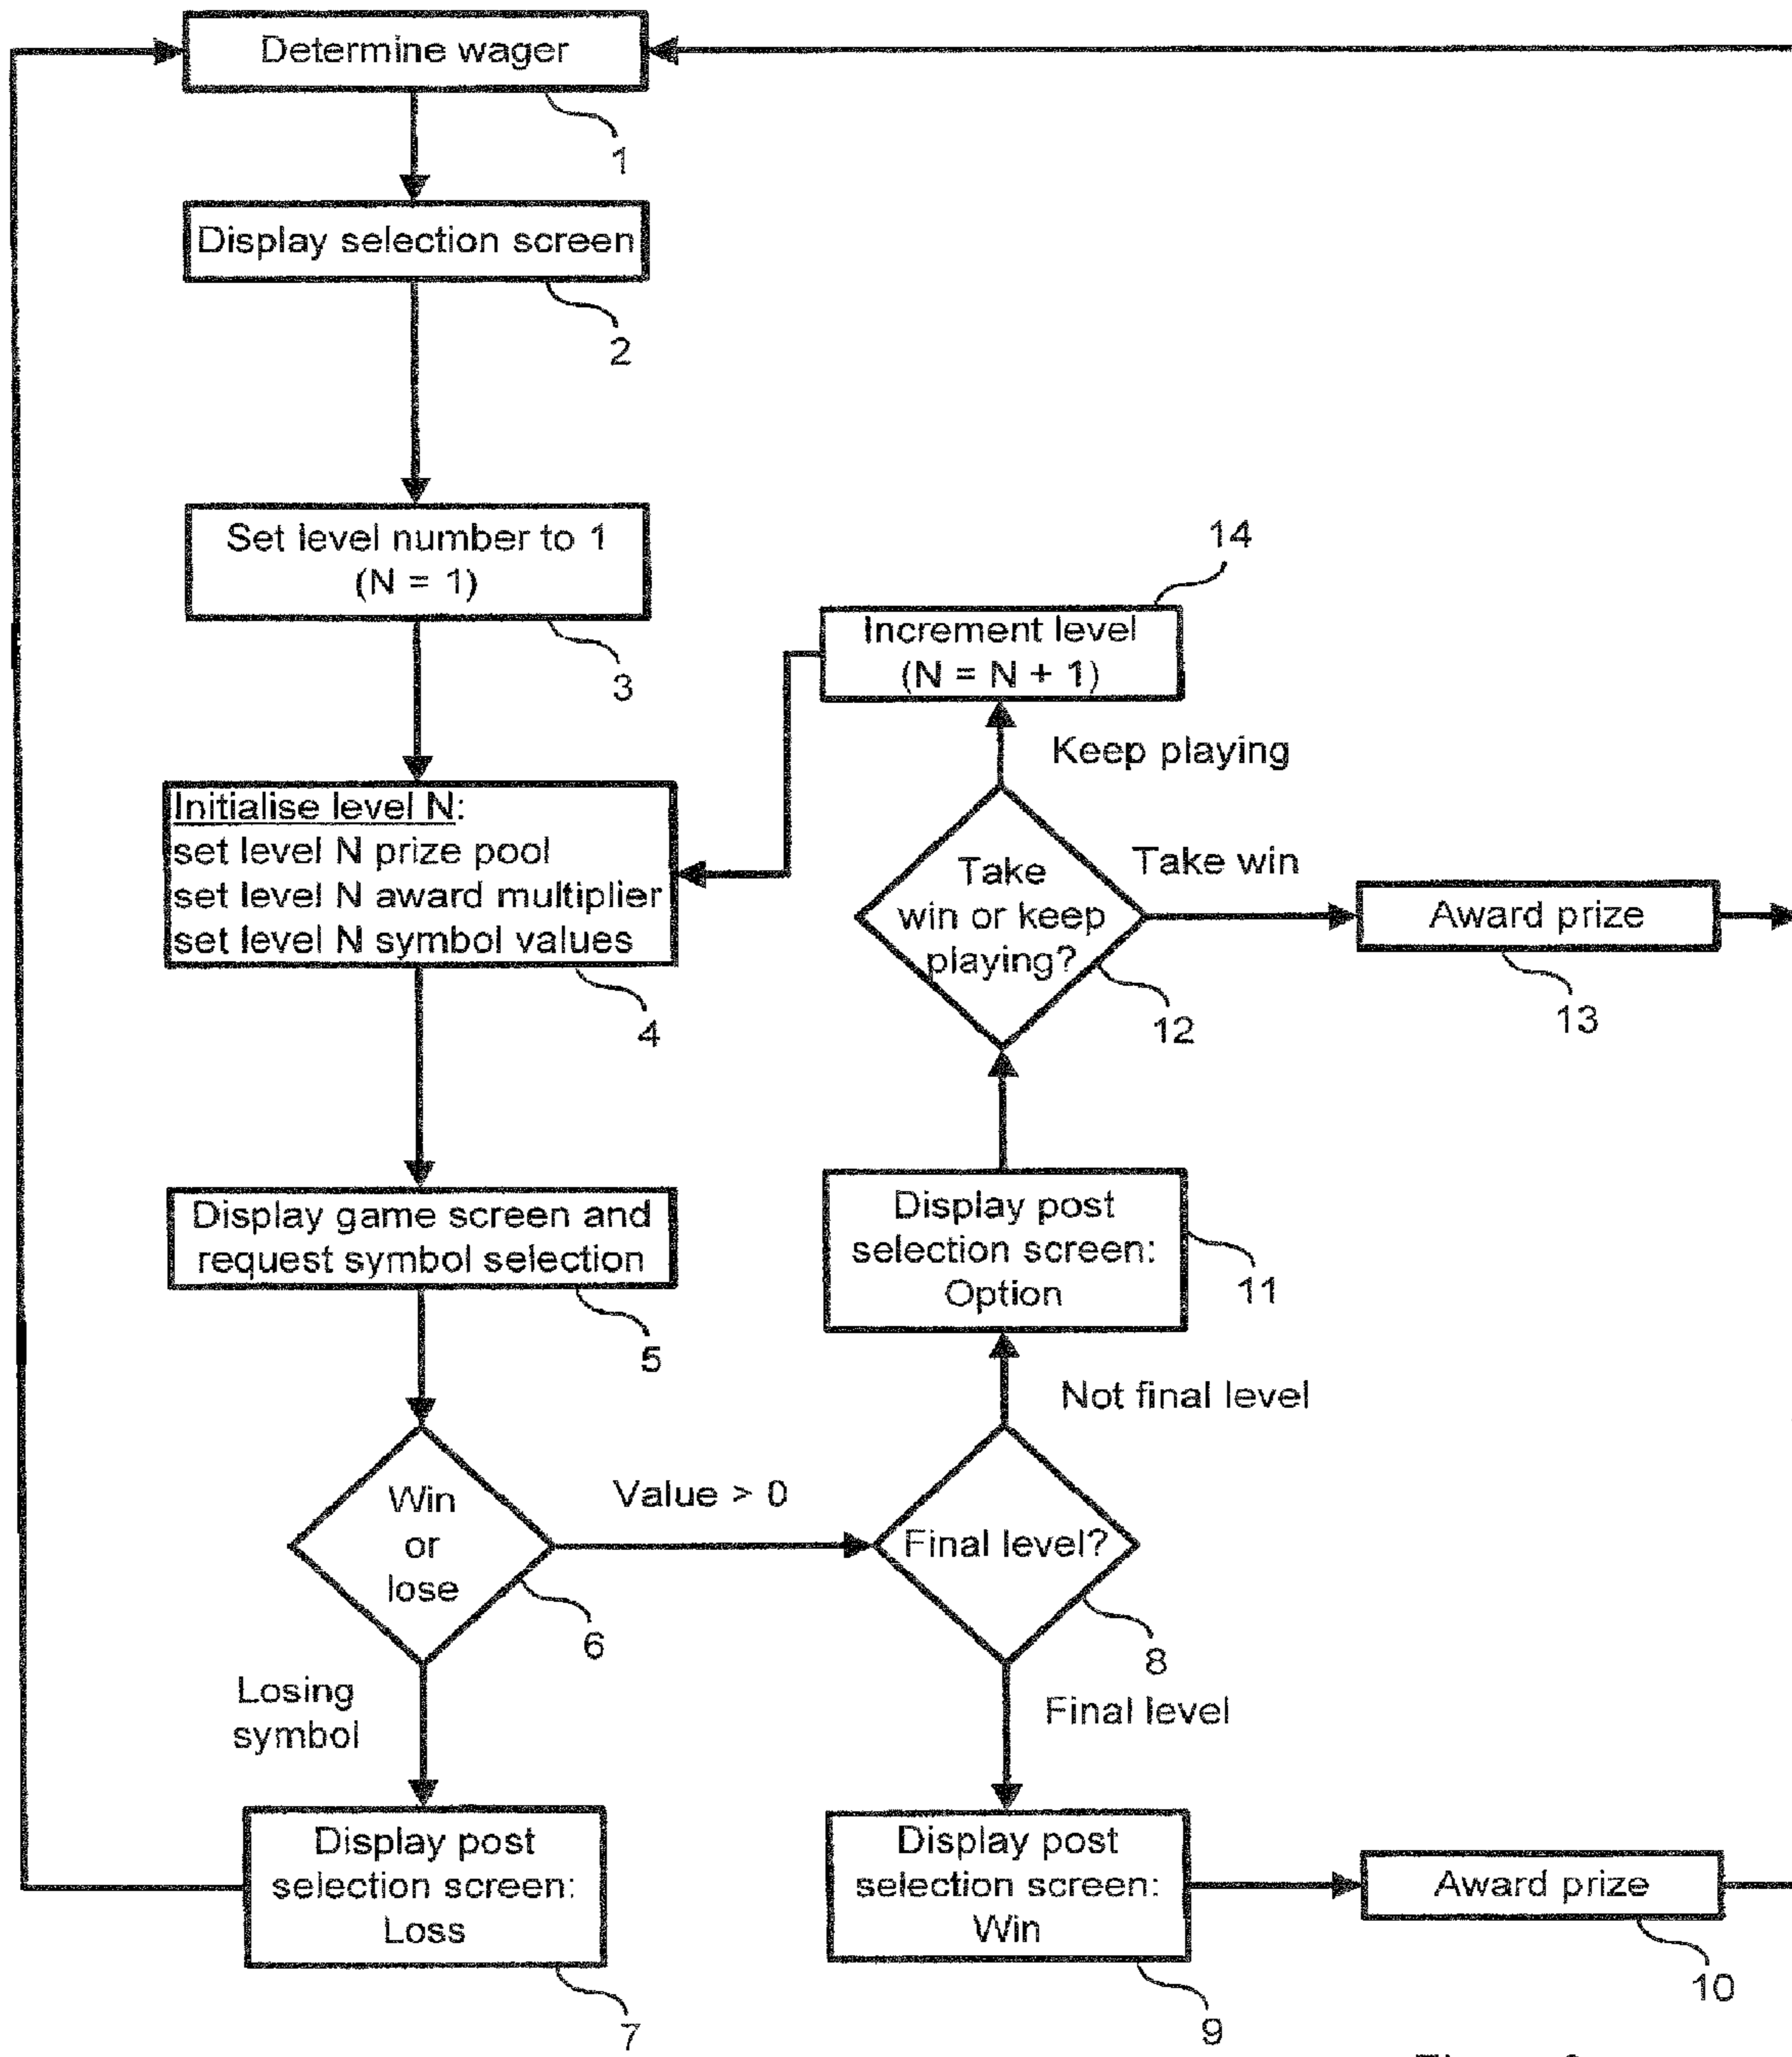 Determine wager
1
Display selection screen
2
Set level number to 1
(N = 1)
3
14
Increment level
(N = N + 1)
Keep playing
Initialise level N:
set level N prize pool
set level N award multiplier
set level N symbol values
4
Take
win or keep
playing?
12
Take win
Award prize
13
Display game screen and
request symbol selection
5
Display post
selection screen:
Option
11
Not final level
Win
or
lose
6
Value > 0
Final level?
8
Losing
symbol
Final level
Display post
selection screen:
Loss
7
Display post
selection screen:
Win
9
Award prize
10